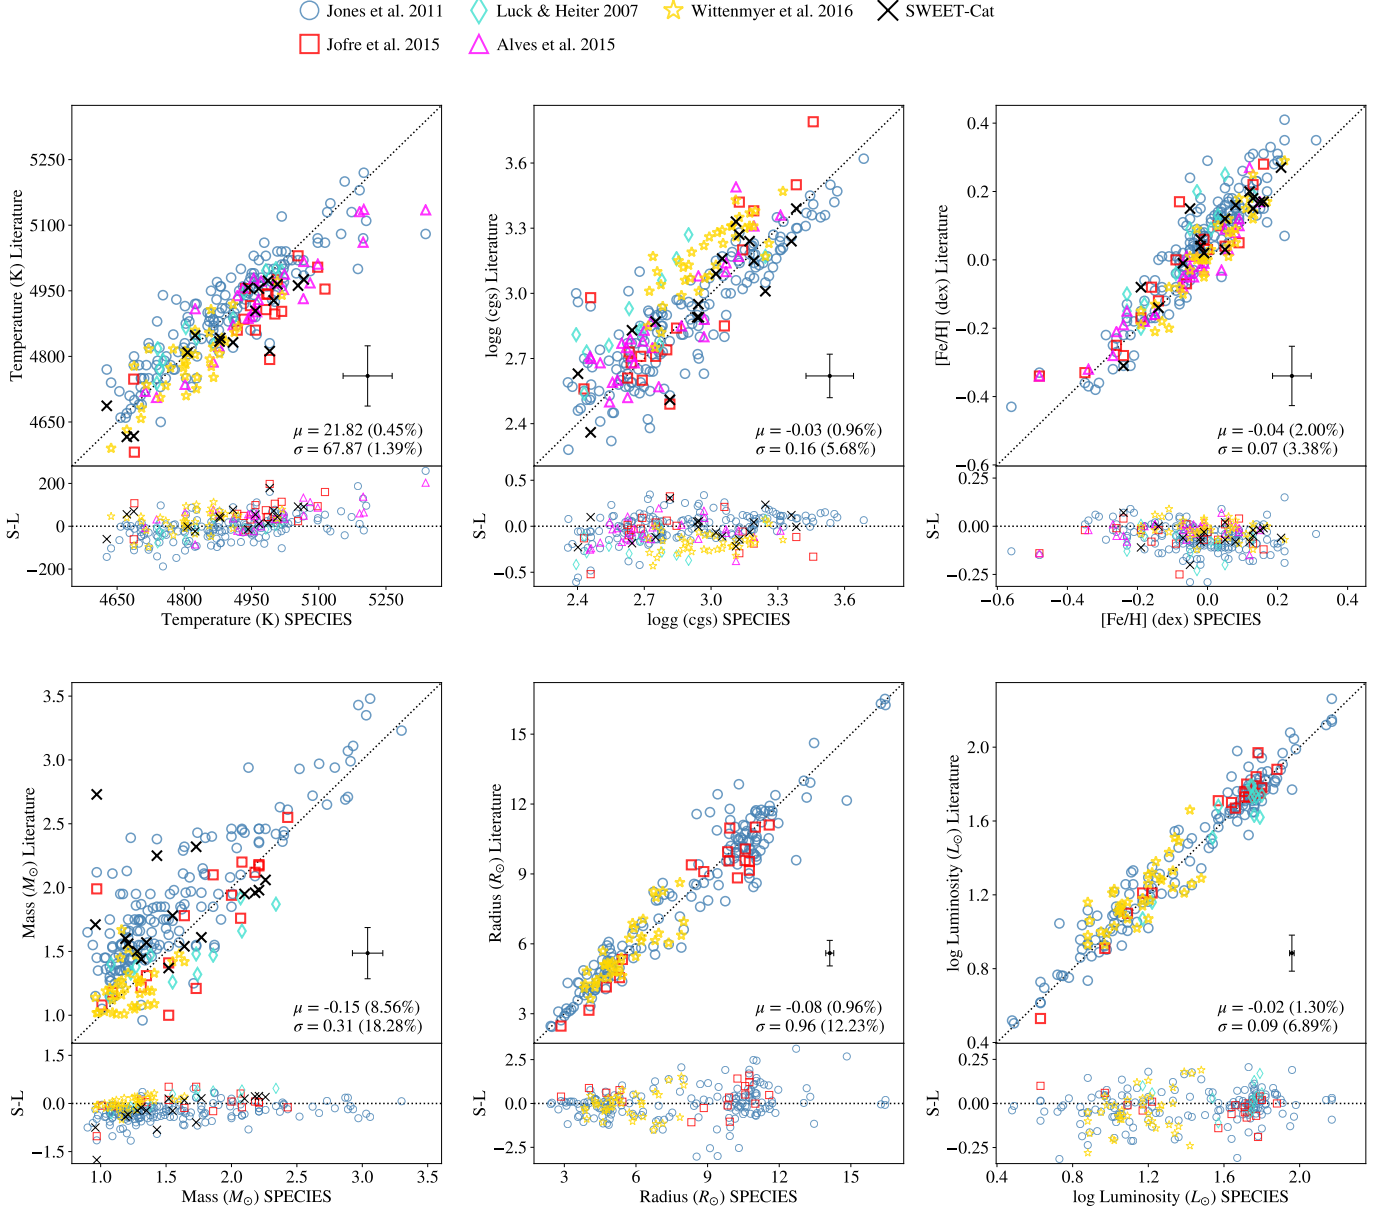 Jones et al. 2011
Luck & Heiter 2007
Wittenmyer et al. 2016
SWEET-Cat
Jofre et al. 2015
Alves et al. 2015
Temperature (K) Literature
5250
5100
4950
4800
4650
μ = 21.82 (0.45%)
σ = 67.87 (1.39%)
S-L
200
0
−200
4650 4800 4950 5100 5250
Temperature (K) SPECIES
logg (cgs) Literature
3.6
3.3
3.0
2.7
2.4
μ = -0.03 (0.96%)
σ = 0.16 (5.68%)
S-L
0.5
0.0
−0.5
2.4 2.7 3.0 3.3 3.6
logg (cgs) SPECIES
[Fe/H] (dex) Literature
0.4
0.2
0.0
−0.2
−0.4
−0.6
μ = -0.04 (2.00%)
σ = 0.07 (3.38%)
S-L
0.25
0.00
−0.25
−0.6 −0.4 −0.2 0.0 0.2 0.4
[Fe/H] (dex) SPECIES
Mass (M⊙) Literature
3.5
3.0
2.5
2.0
1.5
1.0
μ = -0.15 (8.56%)
σ = 0.31 (18.28%)
S-L
1.5
0.0
−1.5
1.0 1.5 2.0 2.5 3.0 3.5
Mass (M⊙) SPECIES
Radius (R⊙) Literature
15
12
9
6
3
μ = -0.08 (0.96%)
σ = 0.96 (12.23%)
S-L
2.5
0.0
−2.5
3 6 9 12 15
Radius (R⊙) SPECIES
log Luminosity (L⊙) Literature
2.0
1.6
1.2
0.8
0.4
μ = -0.02 (1.30%)
σ = 0.09 (6.89%)
S-L
0.25
0.00
−0.25
0.4 0.8 1.2 1.6 2.0
log Luminosity (L⊙) SPECIES